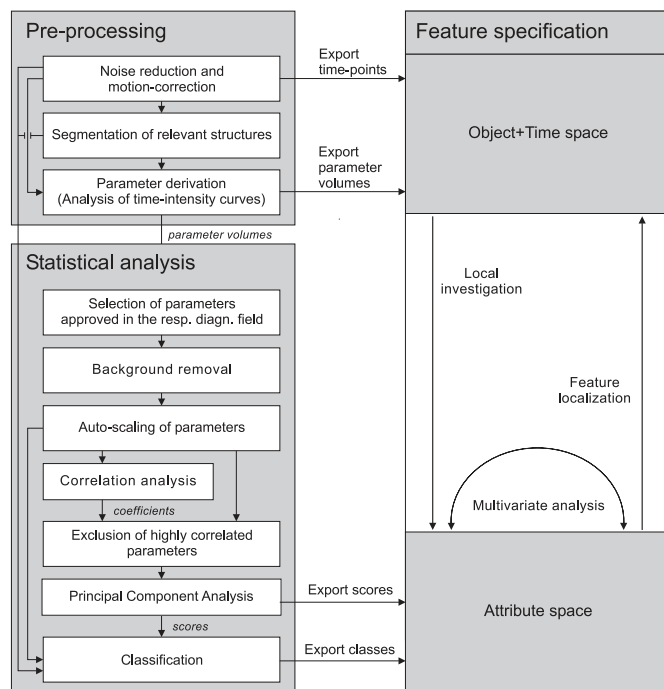 Pre-processing
Noise reduction and
motion-correction
Segmentation of relevant structures
Parameter derivation
(Analysis of time-intensity curves)
parameter volumes
Export
time-points
Export
parameter
volumes
Statistical analysis
Selection of parameters
approved in the resp. diagn. field
Background removal
Auto-scaling of parameters
Correlation analysis
coefficients
Exclusion of highly correlated
parameters
Principal Component Analysis
scores
Classification
Export scores
Export classes
Feature specification
Object+Time space
Local
investigation
Feature
localization
Multivariate analysis
Attribute space